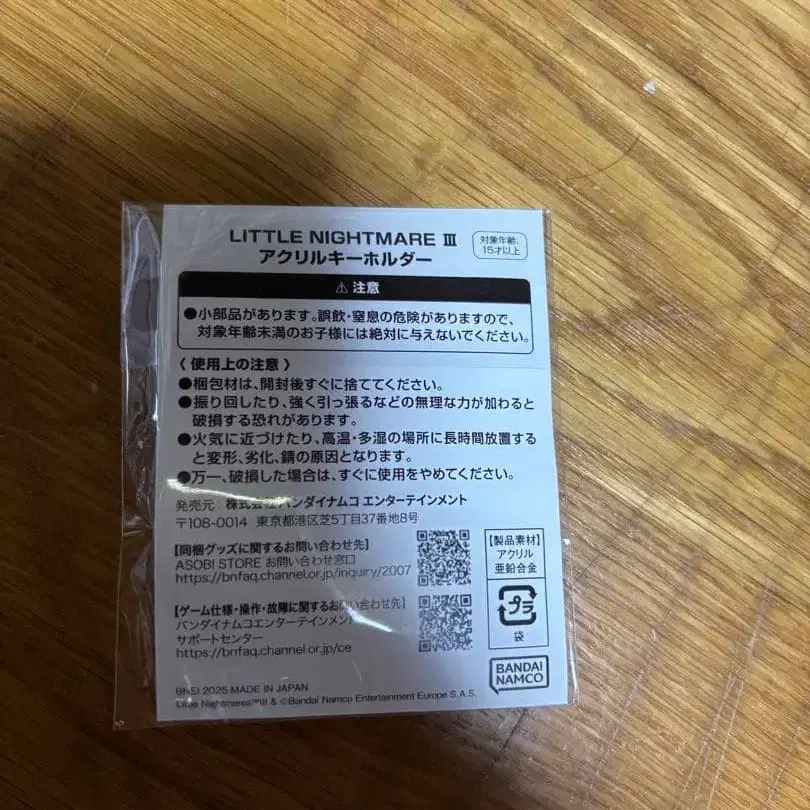 LITTLE NIGHTMARE III
アクリルキーホルダー
対象年齢:
15才以上
⚠ 注意
●小部品があります。誤飲・窒息の危険がありますので、
対象年齢未満のお子様には絶対に与えないでください。
〈 使用上の注意 〉
●梱包材は、開封後すぐに捨ててください。
●振り回したり、強く引っ張るなどの無理な力が加わると
破損する恐れがあります。
●火気に近づけたり、高温・多湿の場所に長時間放置する
と変形、劣化、錆の原因となります。
●万一、破損した場合は、すぐに使用をやめてください。
発売元: 株式会社バンダイナムコ エンターテインメント
〒108-0014 東京都港区芝5丁目37番地8号
【同梱グッズに関するお問い合わせ先】
ASOBI STORE お問い合わせ窓口
https://bnfaq.channel.or.jp/inquiry/2007
【ゲーム仕様・操作・故障に関するお問い合わせ先】
バンダイナムコエンターテインメント
サポートセンター
https://bnfaq.channel.or.jp/ce
【製品素材】
アクリル
亜鉛合金
プラ
袋
BANDAI
NAMCO
BNEI 2025 MADE IN JAPAN
Little Nightmares™III & ©Bandai Namco Entertainment Europe S.A.S.